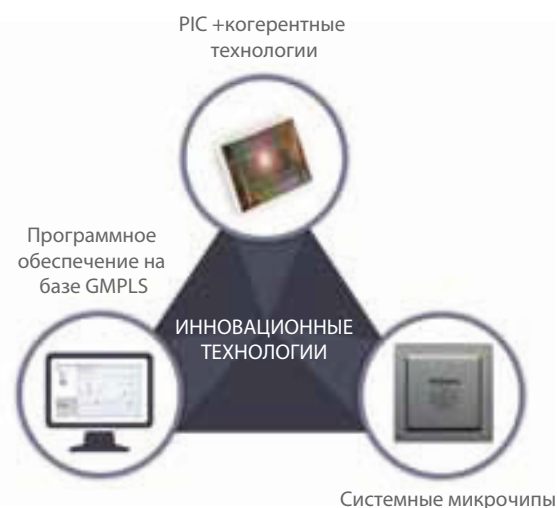 PIC +когерентные
технологии
Программное
обеспечение на
базе GMPLS
ИННОВАЦИОННЫЕ
ТЕХНОЛОГИИ
Системные микрочипы